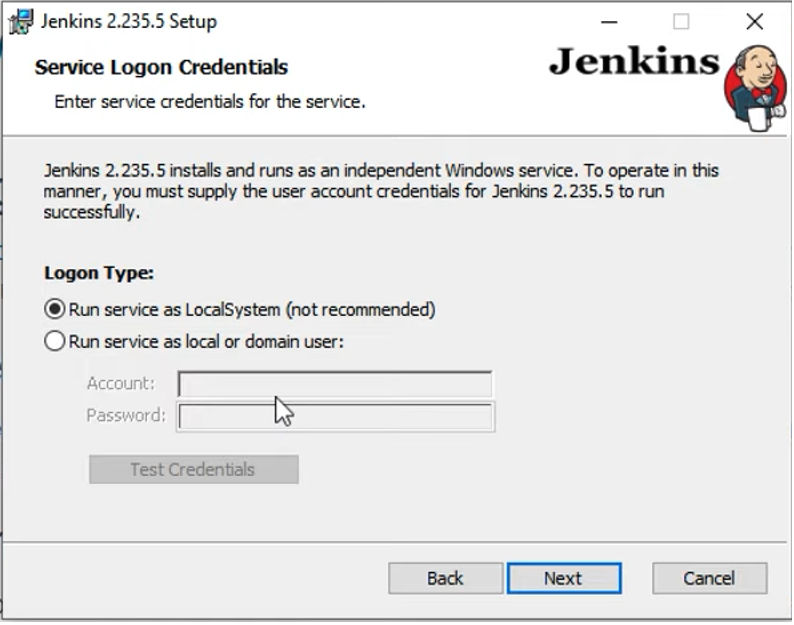 Jenkins 2.235.5 Setup
Service Logon Credentials
Jenkins
Enter service credentials for the service.
Jenkins 2.235.5 installs and runs as an independent Windows service. To operate in this
manner, you must supply the user account credentials for Jenkins 2.235.5 to run
successfully.
Logon Type:
Run service as LocalSystem (not recommended)
Run service as local or domain user:
Account:
Password:
Test Credentials
Back Next Cancel